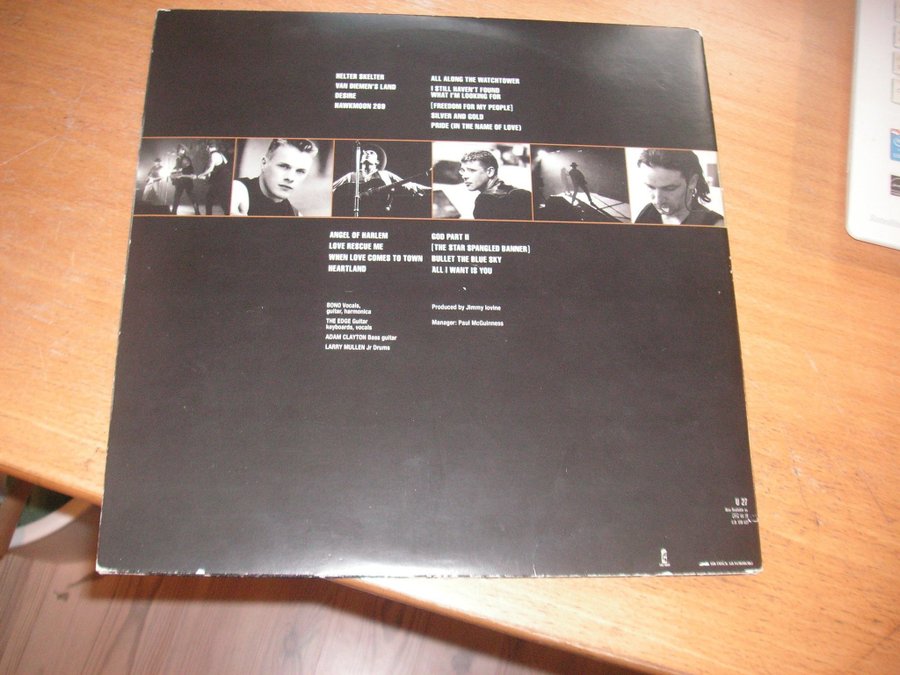 HELTER SKELTER
VAN DIEMEN'S LAND
DESIRE
HAWKMOON 269
ALL ALONG THE WATCHTOWER
I STILL HAVEN'T FOUND
WHAT I'M LOOKING FOR
[FREEDOM FOR MY PEOPLE]
SILVER AND GOLD
PRIDE (IN THE NAME OF LOVE)
ANGEL OF HARLEM
LOVE RESCUE ME
WHEN LOVE COMES TO TOWN
HEARTLAND
GOD PART II
[THE STAR SPANGLED BANNER]
BULLET THE BLUE SKY
ALL I WANT IS YOU
BONO Vocals,
guitar, harmonica
THE EDGE Guitar
keyboards, vocals
ADAM CLAYTON Bass guitar
LARRY MULLEN Jr Drums
Produced by Jimmy Iovine
Manager: Paul McGuinness
U 27